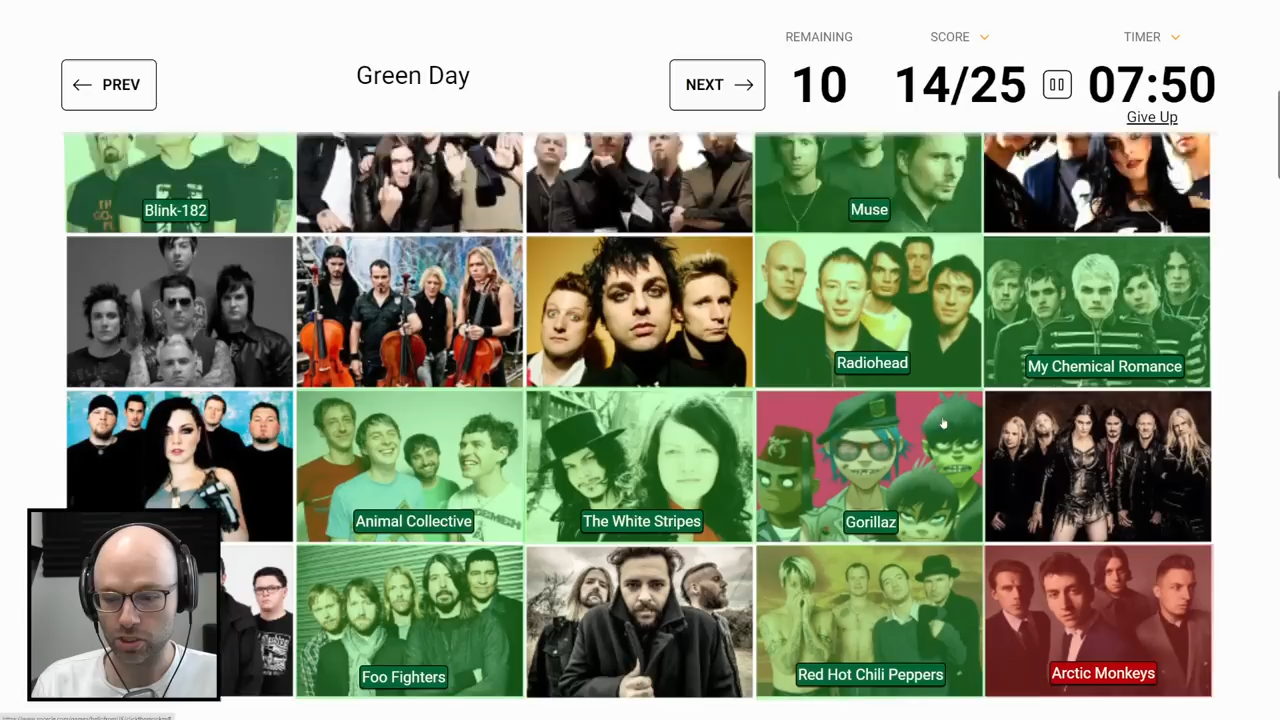 REMAINING
SCORE
TIMER
← PREV
Green Day
NEXT →
10
14/25
07:50
Give Up
Blink-182
Muse
Radiohead
My Chemical Romance
Animal Collective
The White Stripes
Gorillaz
Foo Fighters
Red Hot Chili Peppers
Arctic Monkeys